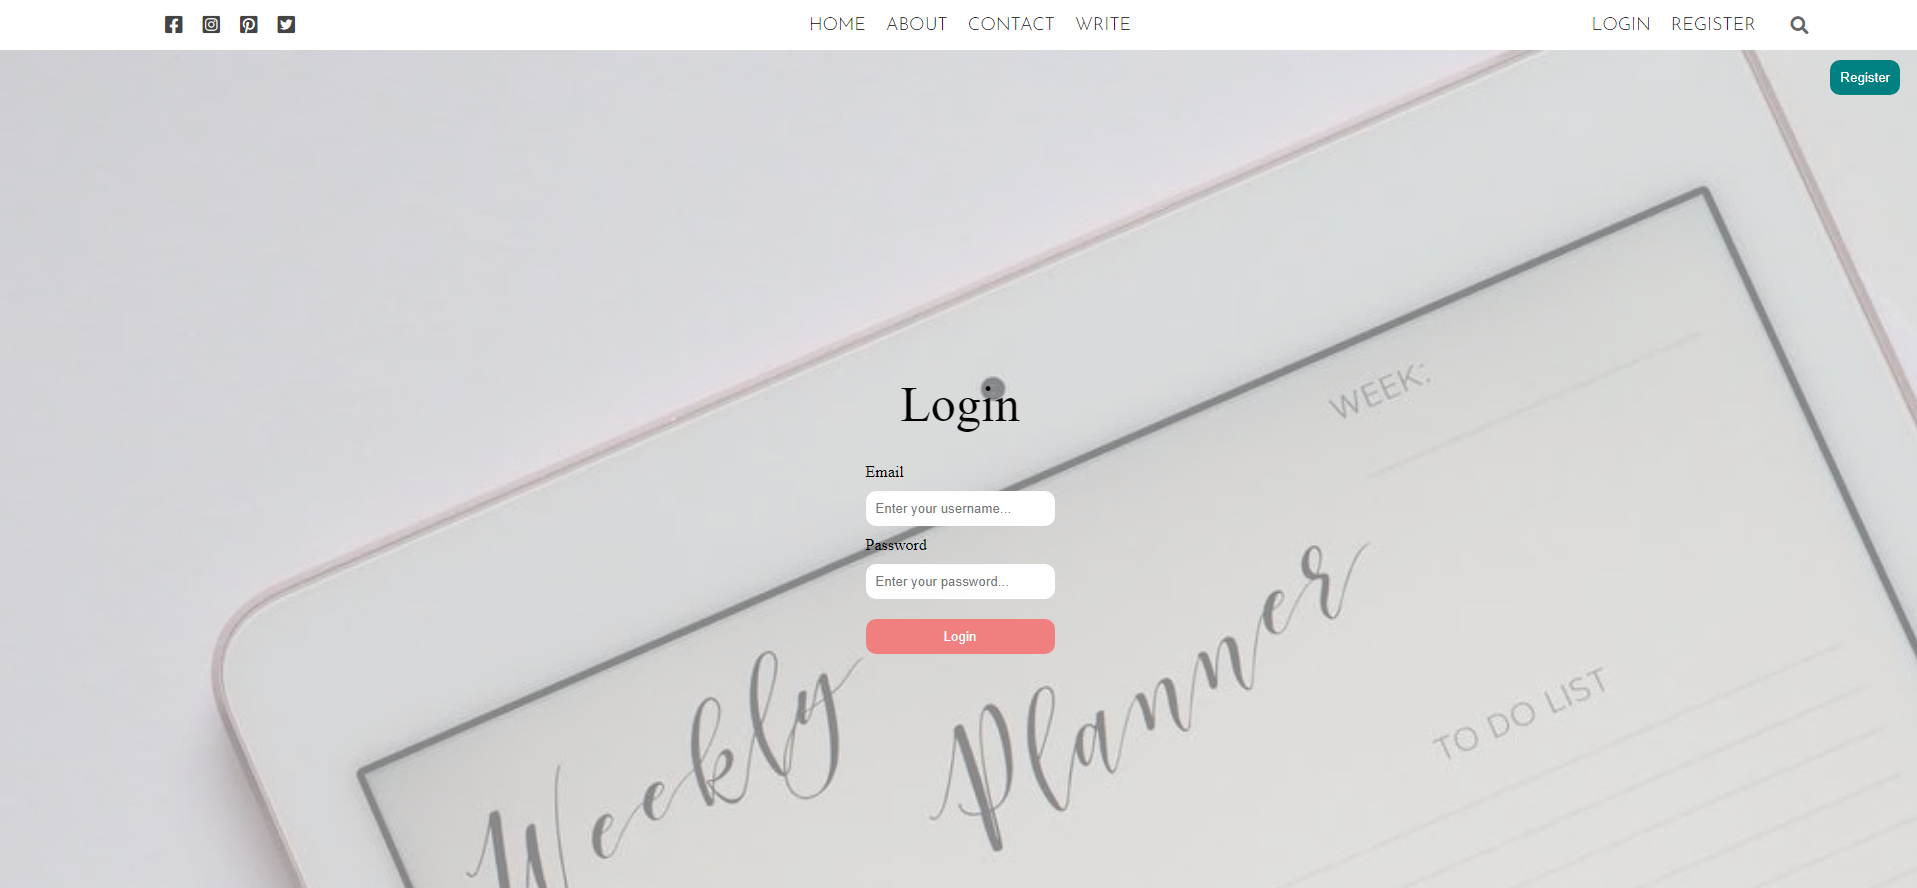 HOME ABOUT CONTACT WRITE LOGIN REGISTER
Register
WEEK:
Login
Email
Enter your username...
Password
Enter your password...
Login
Weekly Planner
TO DO LIST